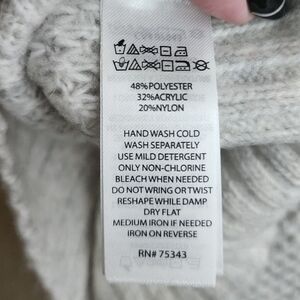 48%POLYESTER
32%ACRYLIC
20%NYLON
HAND WASH COLD
WASH SEPARATELY
USE MILD DETERGENT
ONLY NON-CHLORINE
BLEACH WHEN NEEDED
DO NOT WRING OR TWIST
RESHAPE WHILE DAMP
DRY FLAT
MEDIUM IRON IF NEEDED
IRON ON REVERSE
RN# 75343